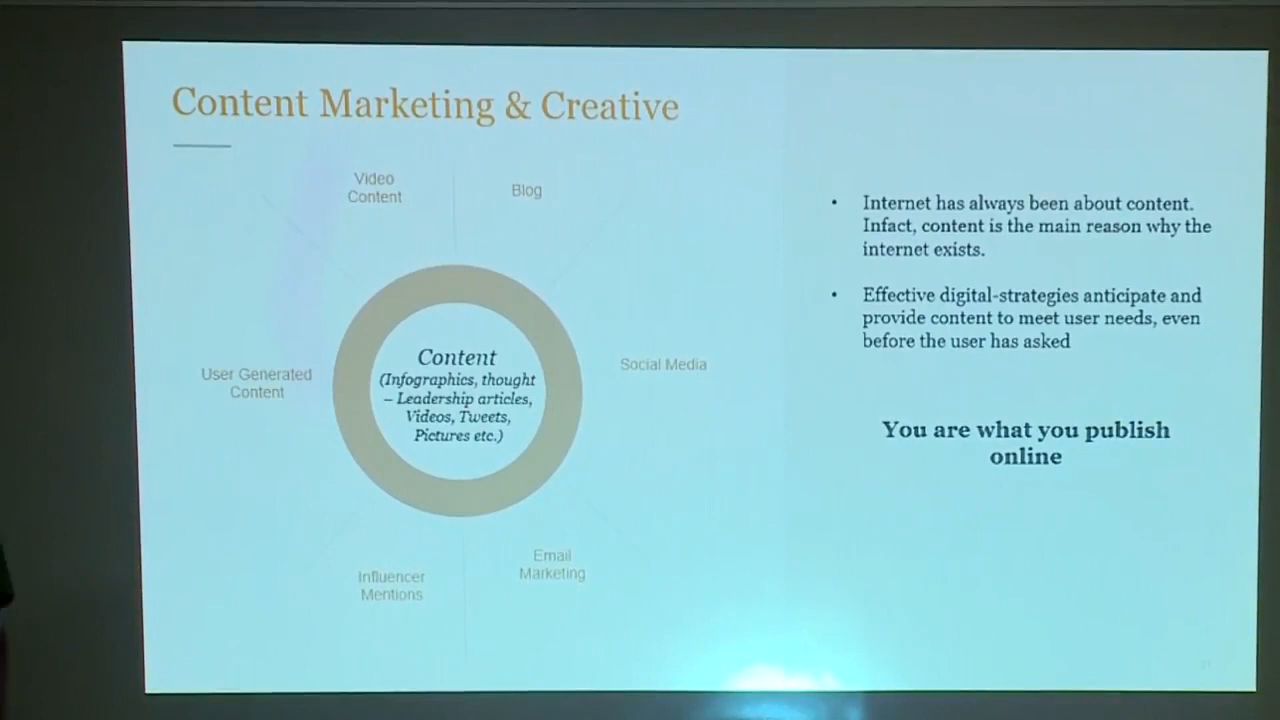 Content Marketing & Creative
Video
Content
Blog
User Generated
Content
Social Media
Content
(Infographics, thought
– Leadership articles,
Videos, Tweets,
Pictures etc.)
Influencer
Mentions
Email
Marketing
• Internet has always been about content.
Infact, content is the main reason why the
internet exists.
• Effective digital-strategies anticipate and
provide content to meet user needs, even
before the user has asked
You are what you publish
online